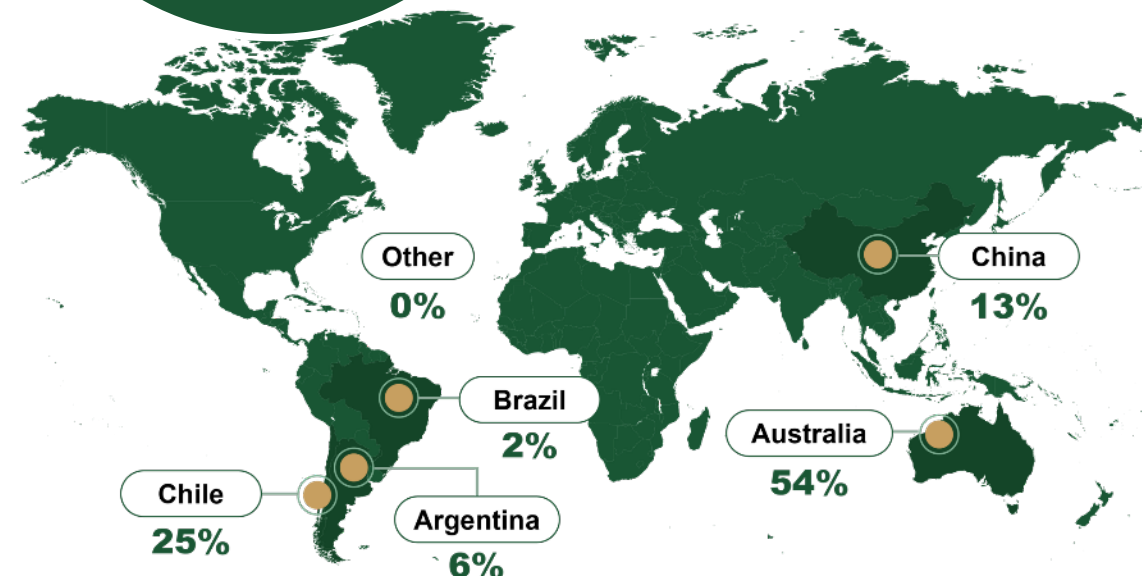 Other
0%
China
13%
Brazil
2%
Australia
54%
Chile
25%
Argentina
6%